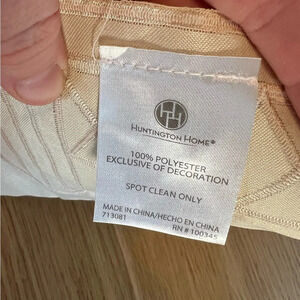 HH
HUNTINGTON HOME®
100% POLYESTER
EXCLUSIVE OF DECORATION
SPOT CLEAN ONLY
MADE IN CHINA/HECHO EN CHINA
713081
RN # 100345